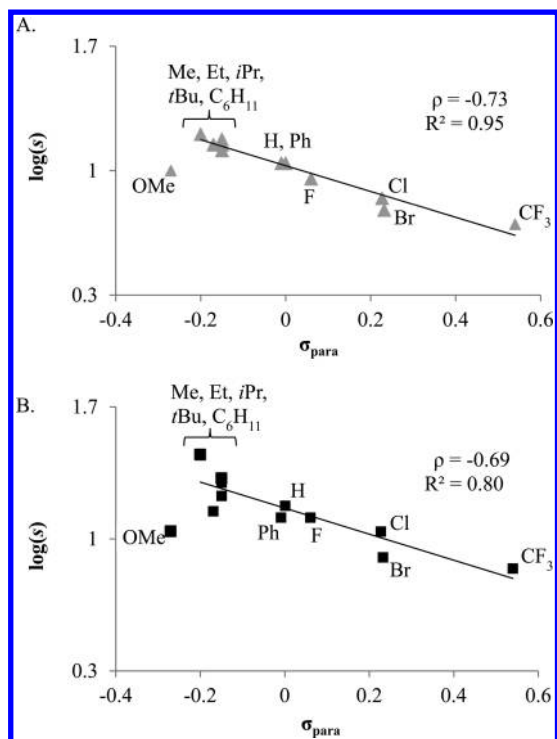 A.
1.7
Me, Et, iPr,
tBu, C6H11
ρ = -0.73
R² = 0.95
H, Ph
log(s)
1
OMe
F
Cl
Br
CF3
0.3
-0.4 -0.2 0 0.2 0.4 0.6
σpara
B.
1.7
Me, Et, iPr,
tBu, C6H11
ρ = -0.69
R² = 0.80
H
log(s)
1
OMe
Ph
F
Cl
Br
CF3
0.3
-0.4 -0.2 0 0.2 0.4 0.6
σpara